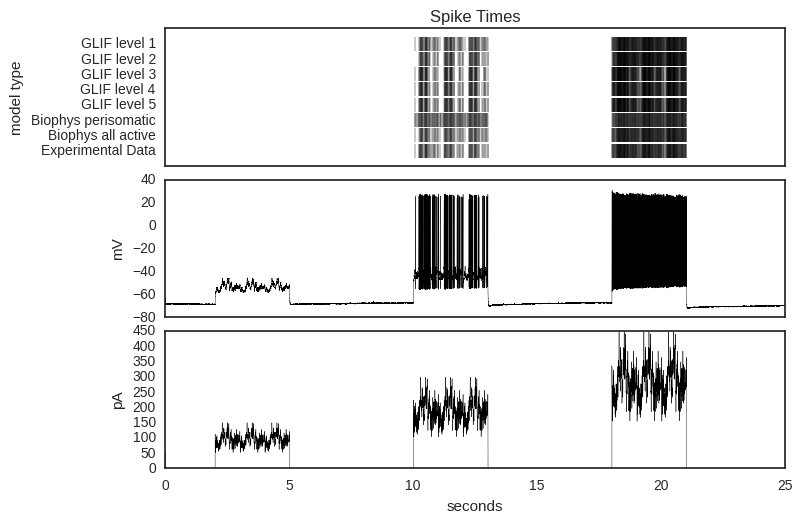 Spike Times
model type
GLIF level 1
GLIF level 2
GLIF level 3
GLIF level 4
GLIF level 5
Biophys perisomatic
Biophys all active
Experimental Data
mV
40
20
0
−20
−40
−60
−80
pA
450
400
350
300
250
200
150
100
50
0
0 5 10 15 20 25
seconds